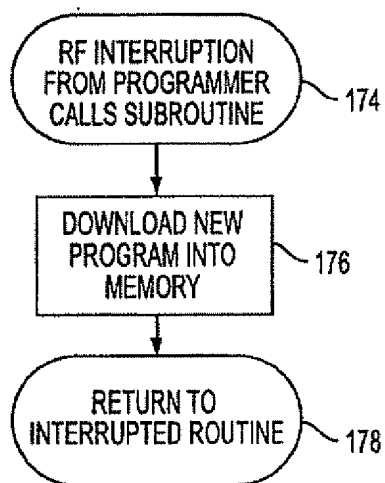 RF INTERRUPTION
FROM PROGRAMMER
CALLS SUBROUTINE
174
DOWNLOAD NEW
PROGRAM INTO
MEMORY
176
RETURN TO
INTERRUPTED ROUTINE
178